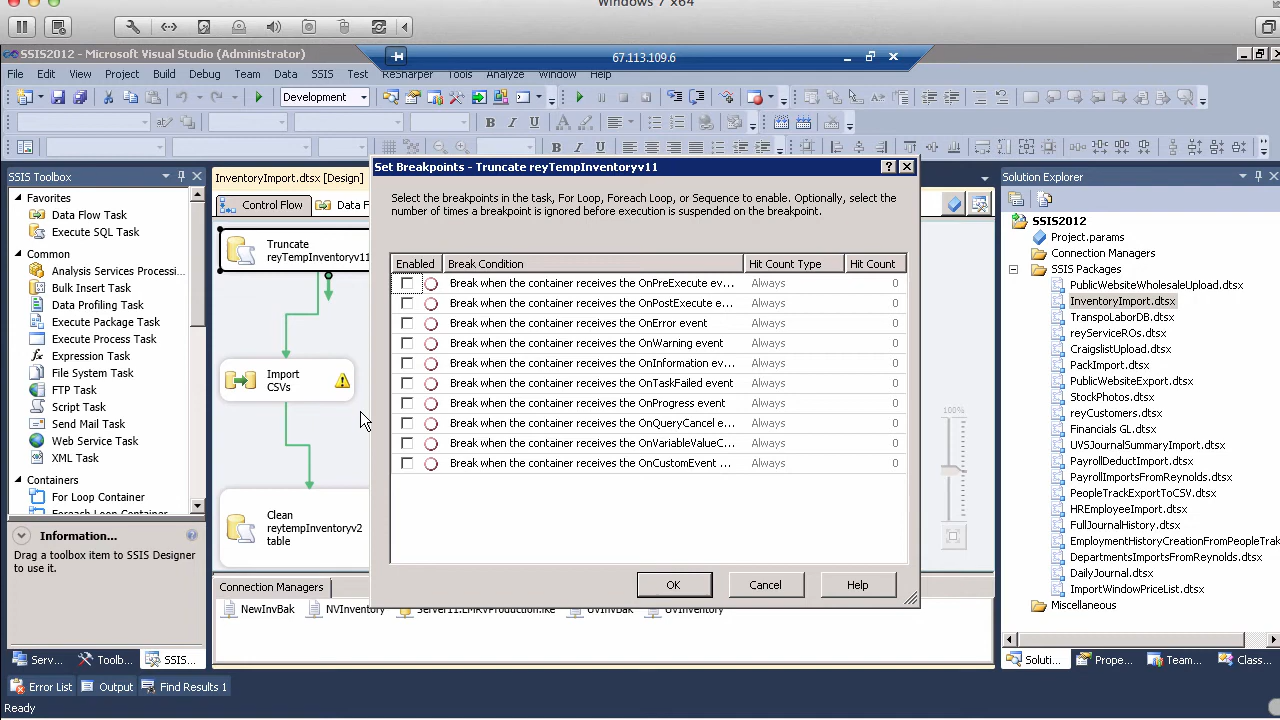 Windows 7 x64
SSIS2012 - Microsoft Visual Studio (Administrator)
67.113.109.6
File Edit View Project Build Debug Team Data SSIS Test ReSharper Tools Analyze Window Help
Development
SSIS Toolbox
Favorites
Data Flow Task
Execute SQL Task
Common
Analysis Services Processi...
Bulk Insert Task
Data Profiling Task
Execute Package Task
Execute Process Task
Expression Task
File System Task
FTP Task
Script Task
Send Mail Task
Web Service Task
XML Task
Containers
For Loop Container
Foreach Loop Container
Information...
Drag a toolbox item to SSIS Designer
to use it.
Serv... Toolb... SSIS...
InventoryImport.dtsx [Design]
Control Flow Data F
Truncate
reyTempInventoryv11
Import
CSVs
Clean
reytempInventoryv2
table
100%
Connection Managers
NewInvBak NVInventory UVInvBak UVInventory
Set Breakpoints - Truncate reyTempInventoryv11
Select the breakpoints in the task, For Loop, Foreach Loop, or Sequence to enable. Optionally, select the
number of times a breakpoint is ignored before execution is suspended on the breakpoint.
Enabled Break Condition Hit Count Type Hit Count
Break when the container receives the OnPreExecute ev... Always 0
Break when the container receives the OnPostExecute e... Always 0
Break when the container receives the OnError event Always 0
Break when the container receives the OnWarning event Always 0
Break when the container receives the OnInformation ev... Always 0
Break when the container receives the OnTaskFailed event Always 0
Break when the container receives the OnProgress event Always 0
Break when the container receives the OnQueryCancel e... Always 0
Break when the container receives the OnVariableValueC... Always 0
Break when the container receives the OnCustomEvent ... Always 0
OK Cancel Help
Solution Explorer
SSIS2012
Project.params
Connection Managers
SSIS Packages
PublicWebsiteWholesaleUpload.dtsx
InventoryImport.dtsx
TranspoLaborDB.dtsx
reyServiceROs.dtsx
CraigslistUpload.dtsx
PackImport.dtsx
PublicWebsiteExport.dtsx
StockPhotos.dtsx
reyCustomers.dtsx
Financials GL.dtsx
UVSJournalSummaryImport.dtsx
PayrollDeductImport.dtsx
PayrollImportsFromReynolds.dtsx
PeopleTrackExportToCSV.dtsx
HREmployeeImport.dtsx
FullJournalHistory.dtsx
EmploymentHistoryCreationFromPeopleTrak
DepartmentsImportsFromReynolds.dtsx
DailyJournal.dtsx
ImportWindowPriceList.dtsx
Miscellaneous
Soluti... Prope... Team... Class...
Error List Output Find Results 1
Ready